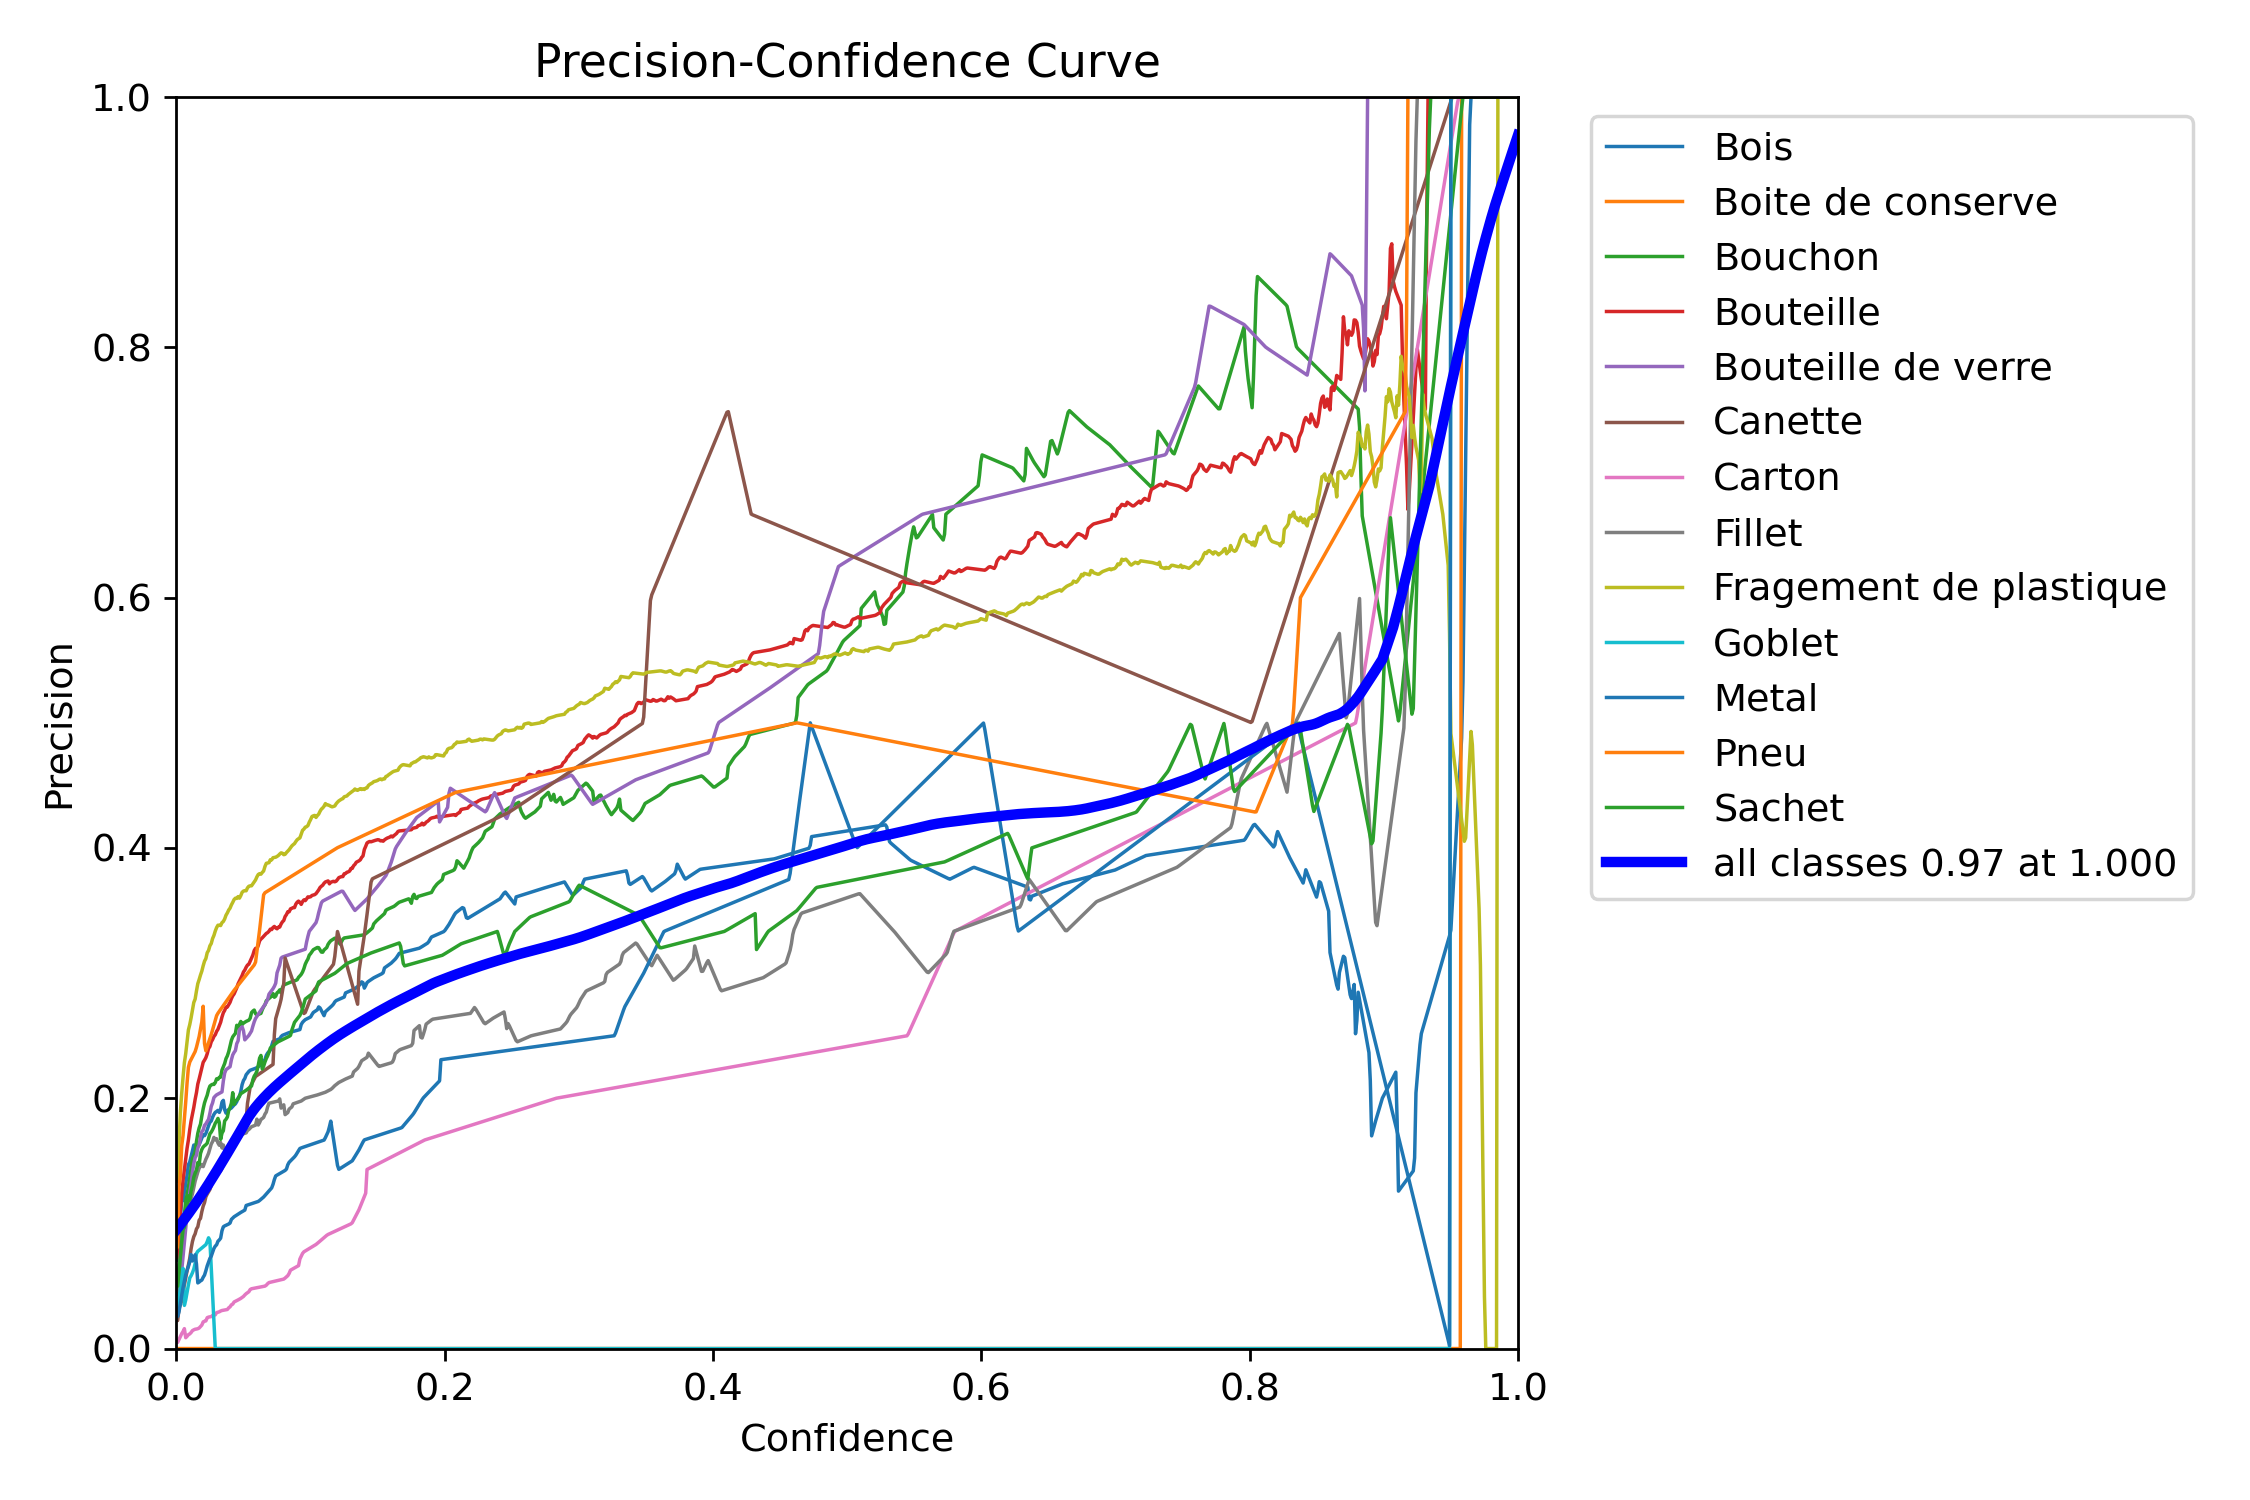 Precision-Confidence Curve
1.0
0.8
0.6
0.4
0.2
0.0
Precision
0.0 0.2 0.4 0.6 0.8 1.0
Confidence
Bois
Boite de conserve
Bouchon
Bouteille
Bouteille de verre
Canette
Carton
Fillet
Fragement de plastique
Goblet
Metal
Pneu
Sachet
all classes 0.97 at 1.000